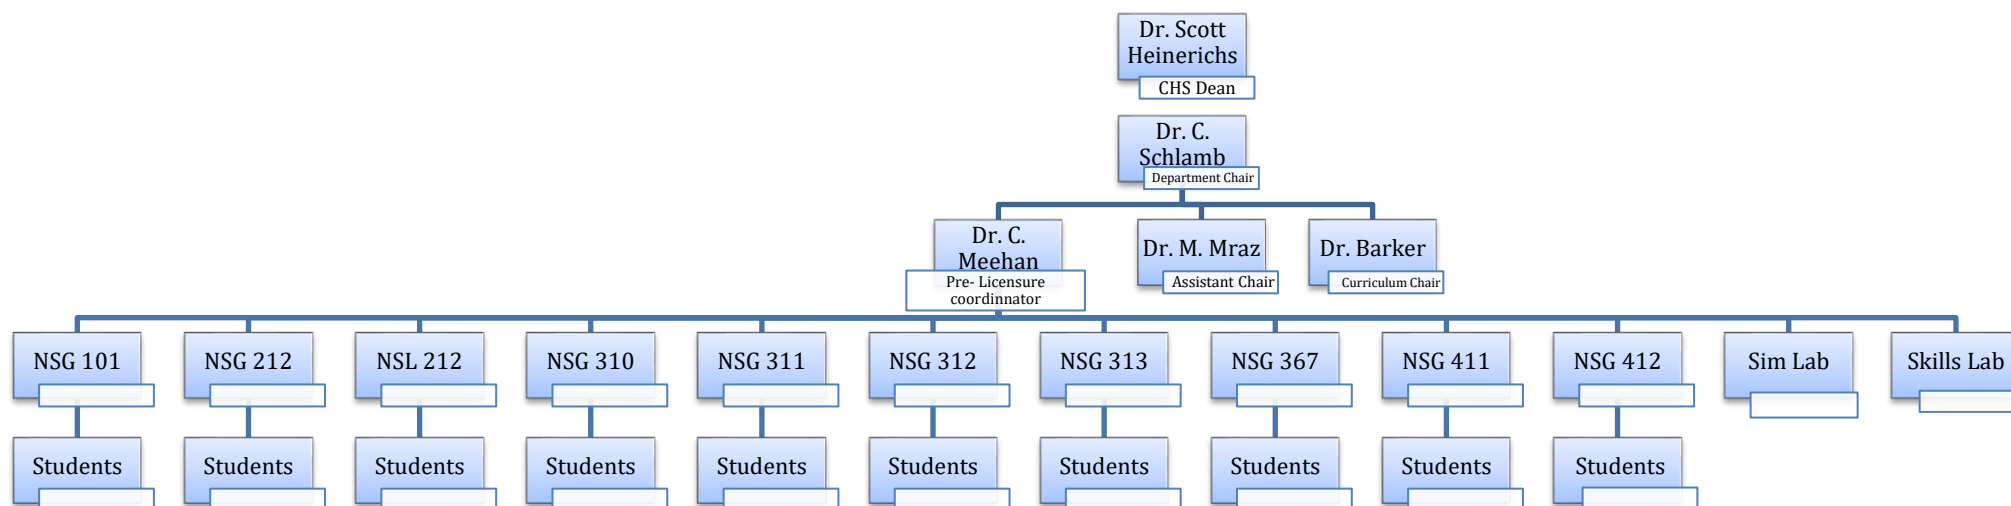 Dr. Scott
Heinerichs
CHS Dean
Dr. C.
Schlamb
Department Chair
Dr. C.
Meehan
Pre- Licensure
coordinnator
Dr. M. Mraz
Assistant Chair
Dr. Barker
Curriculum Chair
NSG 101
NSG 212
NSL 212
NSG 310
NSG 311
NSG 312
NSG 313
NSG 367
NSG 411
NSG 412
Sim Lab
Skills Lab
Students
Students
Students
Students
Students
Students
Students
Students
Students
Students